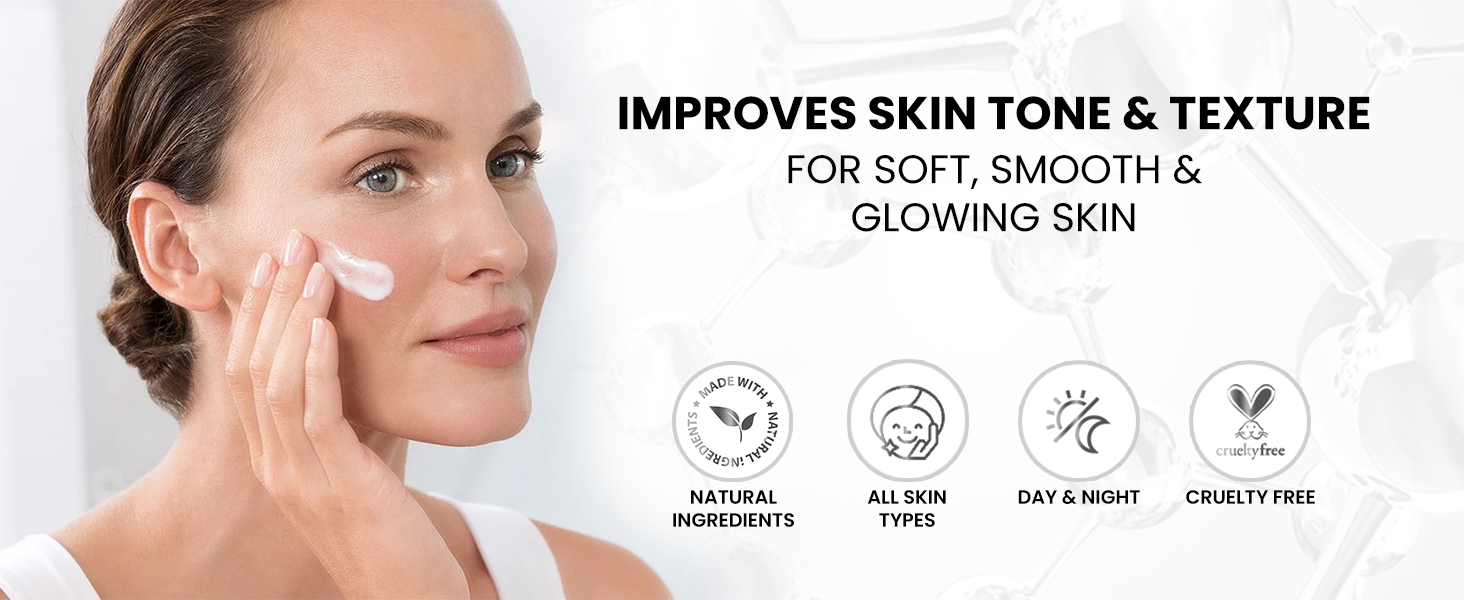 IMPROVES SKIN TONE & TEXTURE
FOR SOFT, SMOOTH &
GLOWING SKIN
MADE WITH
NATURAL INGREDIENTS
crueltyfree
NATURAL
INGREDIENTS
ALL SKIN
TYPES
DAY & NIGHT
CRUELTY FREE